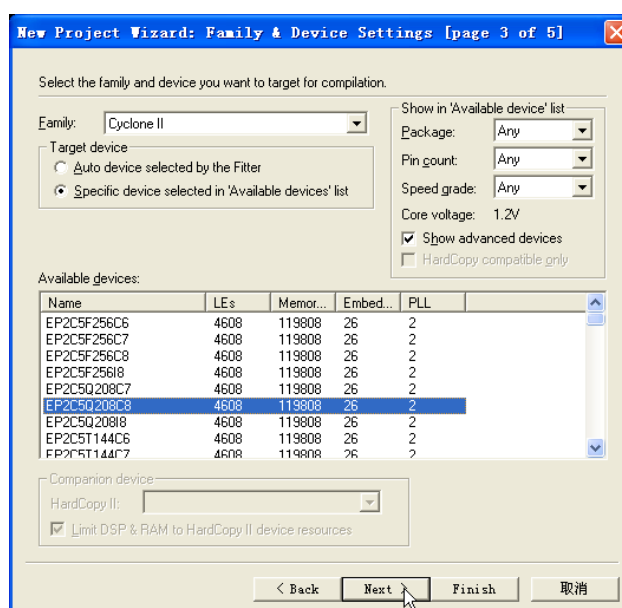 New Project Wizard: Family & Device Settings [page 3 of 5]
Select the family and device you want to target for compilation.
Family: Cyclone II
Target device
Auto device selected by the Fitter
Specific device selected in 'Available devices' list
Show in 'Available device' list
Package: Any
Pin count: Any
Speed grade: Any
Core voltage: 1.2V
Show advanced devices
HardCopy compatible only
Available devices:
Name LEs Memor... Embed... PLL
EP2C5F256C6 4608 119808 26 2
EP2C5F256C7 4608 119808 26 2
EP2C5F256C8 4608 119808 26 2
EP2C5F256I8 4608 119808 26 2
EP2C5Q208C7 4608 119808 26 2
EP2C5Q208C8 4608 119808 26 2
EP2C5Q208I8 4608 119808 26 2
EP2C5T144C6 4608 119808 26 2
EP2C5T144C7 4608 119808 26 2
Companion device
HardCopy II:
Limit DSP & RAM to HardCopy II device resources
< Back Next > Finish 取消